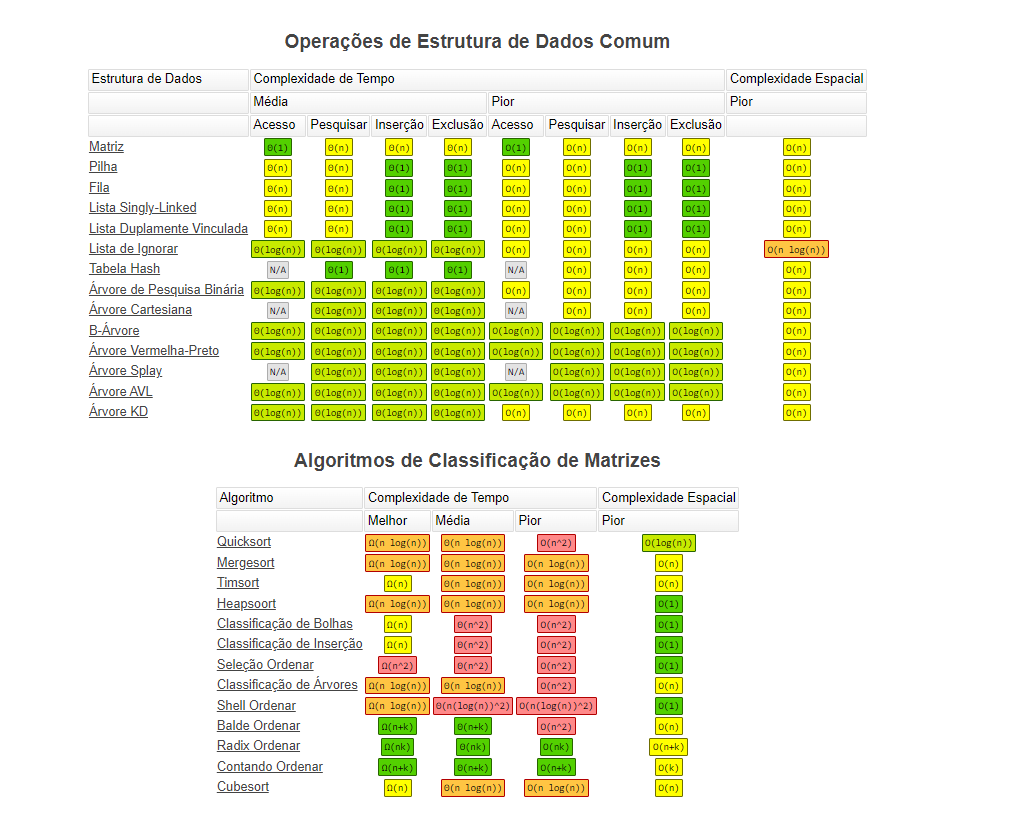 Operações de Estrutura de Dados Comum
Estrutura de Dados Complexidade de Tempo Complexidade Espacial
Média Pior Pior
Acesso Pesquisar Inserção Exclusão Acesso Pesquisar Inserção Exclusão
Matriz Θ(1) Θ(n) Θ(n) Θ(n) O(1) O(n) O(n) O(n) O(n)
Pilha Θ(n) Θ(n) Θ(1) Θ(1) O(n) O(n) O(1) O(1) O(n)
Fila Θ(n) Θ(n) Θ(1) Θ(1) O(n) O(n) O(1) O(1) O(n)
Lista Singly-Linked Θ(n) Θ(n) Θ(1) Θ(1) O(n) O(n) O(1) O(1) O(n)
Lista Duplamente Vinculada Θ(n) Θ(n) Θ(1) Θ(1) O(n) O(n) O(1) O(1) O(n)
Lista de Ignorar Θ(log(n)) Θ(log(n)) Θ(log(n)) Θ(log(n)) O(n) O(n) O(n) O(n) O(n log(n))
Tabela Hash N/A Θ(1) Θ(1) Θ(1) N/A O(n) O(n) O(n) O(n)
Árvore de Pesquisa Binária Θ(log(n)) Θ(log(n)) Θ(log(n)) Θ(log(n)) O(n) O(n) O(n) O(n) O(n)
Árvore Cartesiana N/A Θ(log(n)) Θ(log(n)) Θ(log(n)) N/A O(n) O(n) O(n) O(n)
B-Árvore Θ(log(n)) Θ(log(n)) Θ(log(n)) Θ(log(n)) O(log(n)) O(log(n)) O(log(n)) O(log(n)) O(n)
Árvore Vermelha-Preto Θ(log(n)) Θ(log(n)) Θ(log(n)) Θ(log(n)) O(log(n)) O(log(n)) O(log(n)) O(log(n)) O(n)
Árvore Splay N/A Θ(log(n)) Θ(log(n)) Θ(log(n)) N/A O(log(n)) O(log(n)) O(log(n)) O(n)
Árvore AVL Θ(log(n)) Θ(log(n)) Θ(log(n)) Θ(log(n)) O(log(n)) O(log(n)) O(log(n)) O(log(n)) O(n)
Árvore KD Θ(log(n)) Θ(log(n)) Θ(log(n)) Θ(log(n)) O(n) O(n) O(n) O(n) O(n)
Algoritmos de Classificação de Matrizes
Algoritmo Complexidade de Tempo Complexidade Espacial
Melhor Média Pior Pior
Quicksort Ω(n log(n)) Θ(n log(n)) O(n^2) O(log(n))
Mergesort Ω(n log(n)) Θ(n log(n)) O(n log(n)) O(n)
Timsort Ω(n) Θ(n log(n)) O(n log(n)) O(n)
Heapsoort Ω(n log(n)) Θ(n log(n)) O(n log(n)) O(1)
Classificação de Bolhas Ω(n) Θ(n^2) O(n^2) O(1)
Classificação de Inserção Ω(n) Θ(n^2) O(n^2) O(1)
Seleção Ordenar Ω(n^2) Θ(n^2) O(n^2) O(1)
Classificação de Árvores Ω(n log(n)) Θ(n log(n)) O(n^2) O(n)
Shell Ordenar Ω(n log(n)) Θ(n(log(n))^2) O(n(log(n))^2) O(1)
Balde Ordenar Ω(n+k) Θ(n+k) O(n^2) O(n)
Radix Ordenar Ω(nk) Θ(nk) O(nk) O(n+k)
Contando Ordenar Ω(n+k) Θ(n+k) O(n+k) O(k)
Cubesort Ω(n) Θ(n log(n)) O(n log(n)) O(n)